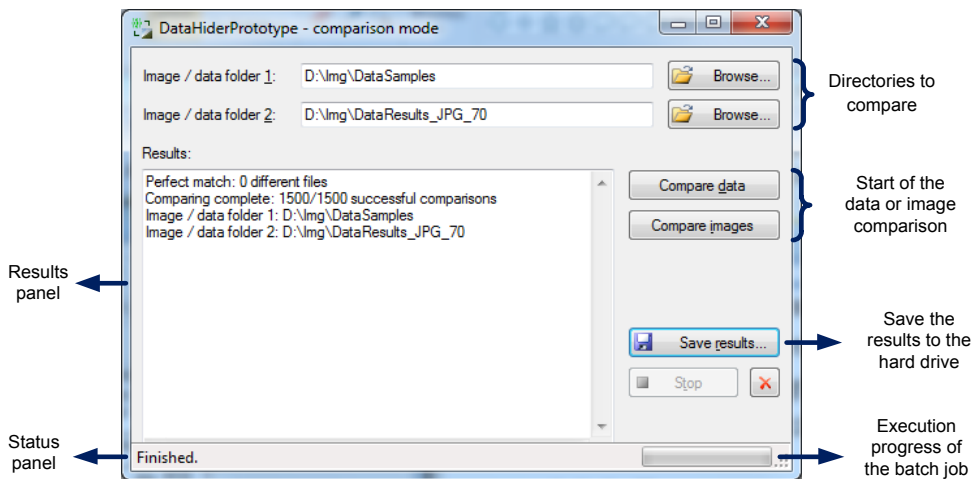 DataHiderPrototype - comparison mode
Image / data folder 1:
D:\Img\DataSamples
Browse...
Image / data folder 2:
D:\Img\DataResults_JPG_70
Browse...
Directories to
compare
Results:
Perfect match: 0 different files
Comparing complete: 1500/1500 successful comparisons
Image / data folder 1: D:\Img\DataSamples
Image / data folder 2: D:\Img\DataResults_JPG_70
Compare data
Compare images
Start of the
data or image
comparison
Results
panel
Save results...
Save the
results to the
hard drive
Stop
Status
panel
Finished.
Execution
progress of
the batch job